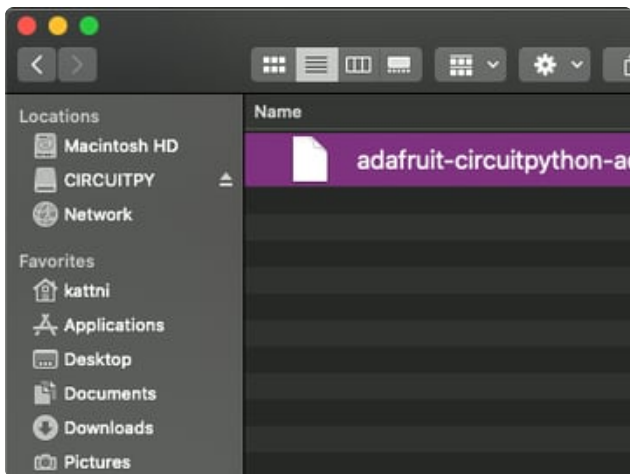 Locations
Macintosh HD
CIRCUITPY
Network
Favorites
kattni
Applications
Desktop
Documents
Downloads
Pictures
Name
adafruit-circuitpython-a